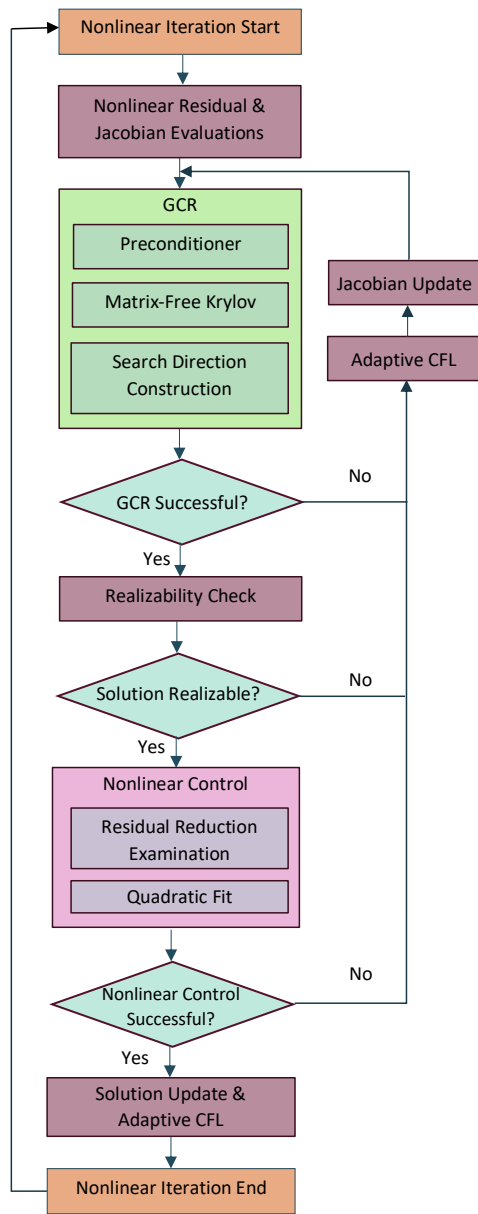 Nonlinear Iteration Start
Nonlinear Residual &
Jacobian Evaluations
GCR
Preconditioner
Matrix-Free Krylov
Search Direction
Construction
Jacobian Update
Adaptive CFL
GCR Successful?
No
Yes
Realizability Check
Solution Realizable?
No
Yes
Nonlinear Control
Residual Reduction
Examination
Quadratic Fit
Nonlinear Control
Successful?
No
Yes
Solution Update &
Adaptive CFL
Nonlinear Iteration End